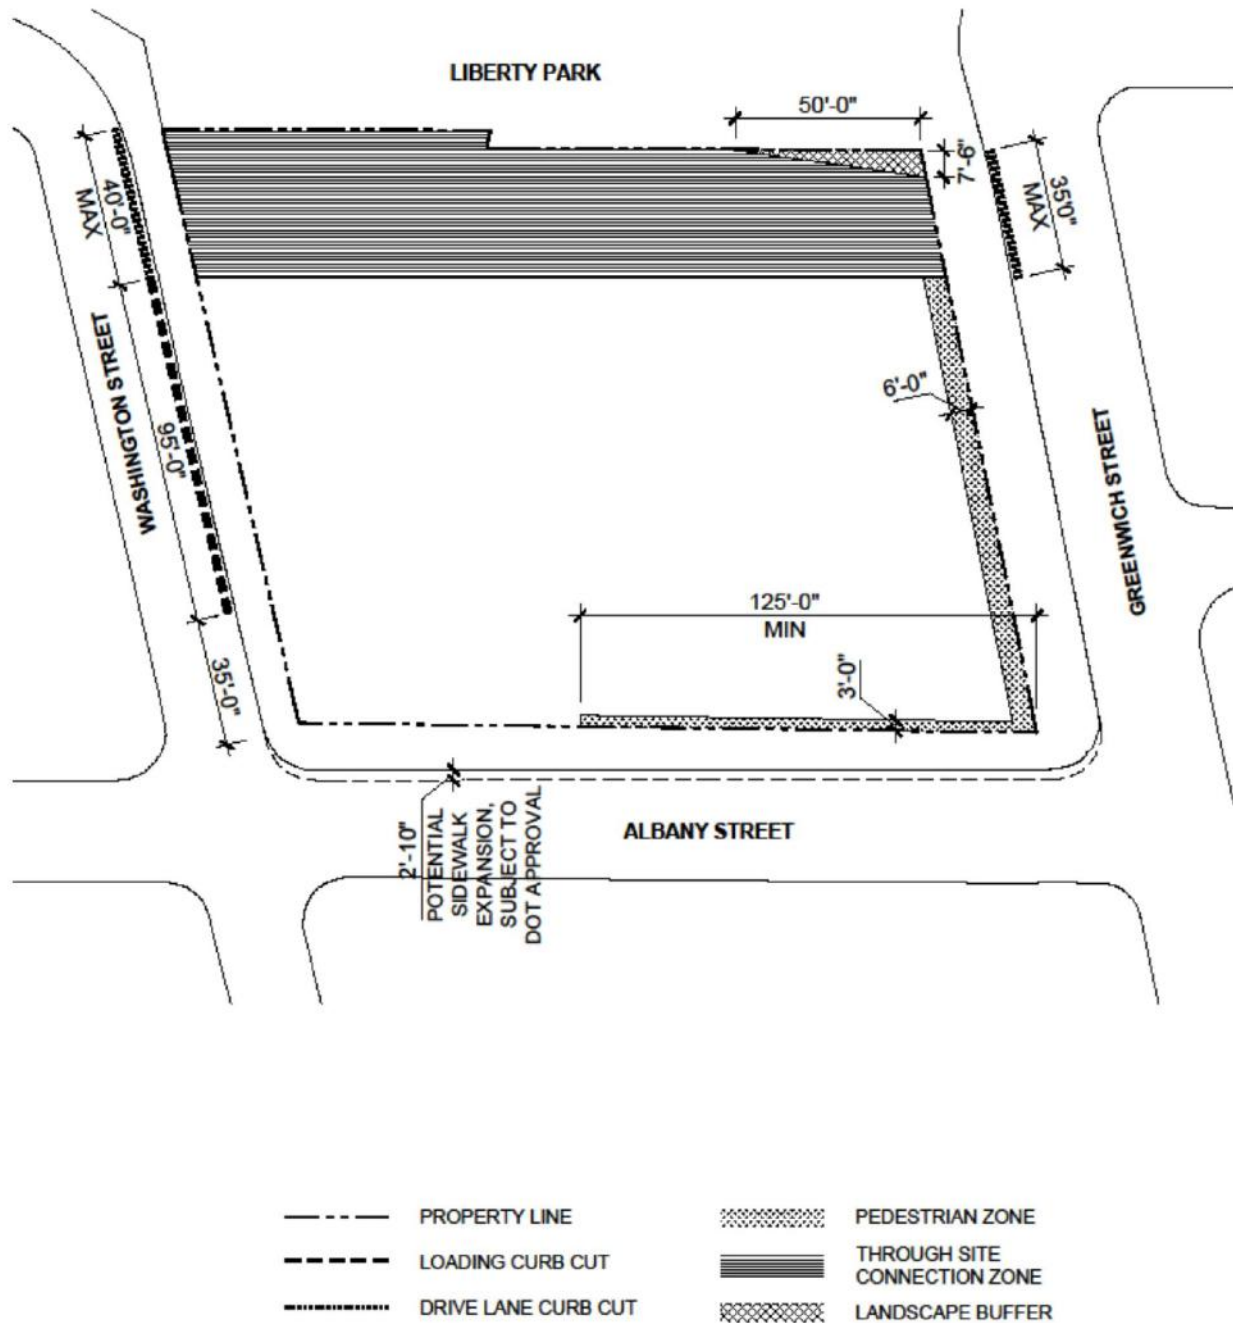 LIBERTY PARK
50'-0"
7'-6"
40'-0"
MAX
35'0"
MAX
WASHINGTON STREET
95'-0"
6'-0"
GREENWICH STREET
125'-0"
MIN
3'-0"
35'-0"
2'-10"
POTENTIAL
SIDEWALK
EXPANSION,
SUBJECT TO
DOT APPROVAL
ALBANY STREET
PROPERTY LINE
LOADING CURB CUT
DRIVE LANE CURB CUT
PEDESTRIAN ZONE
THROUGH SITE
CONNECTION ZONE
LANDSCAPE BUFFER